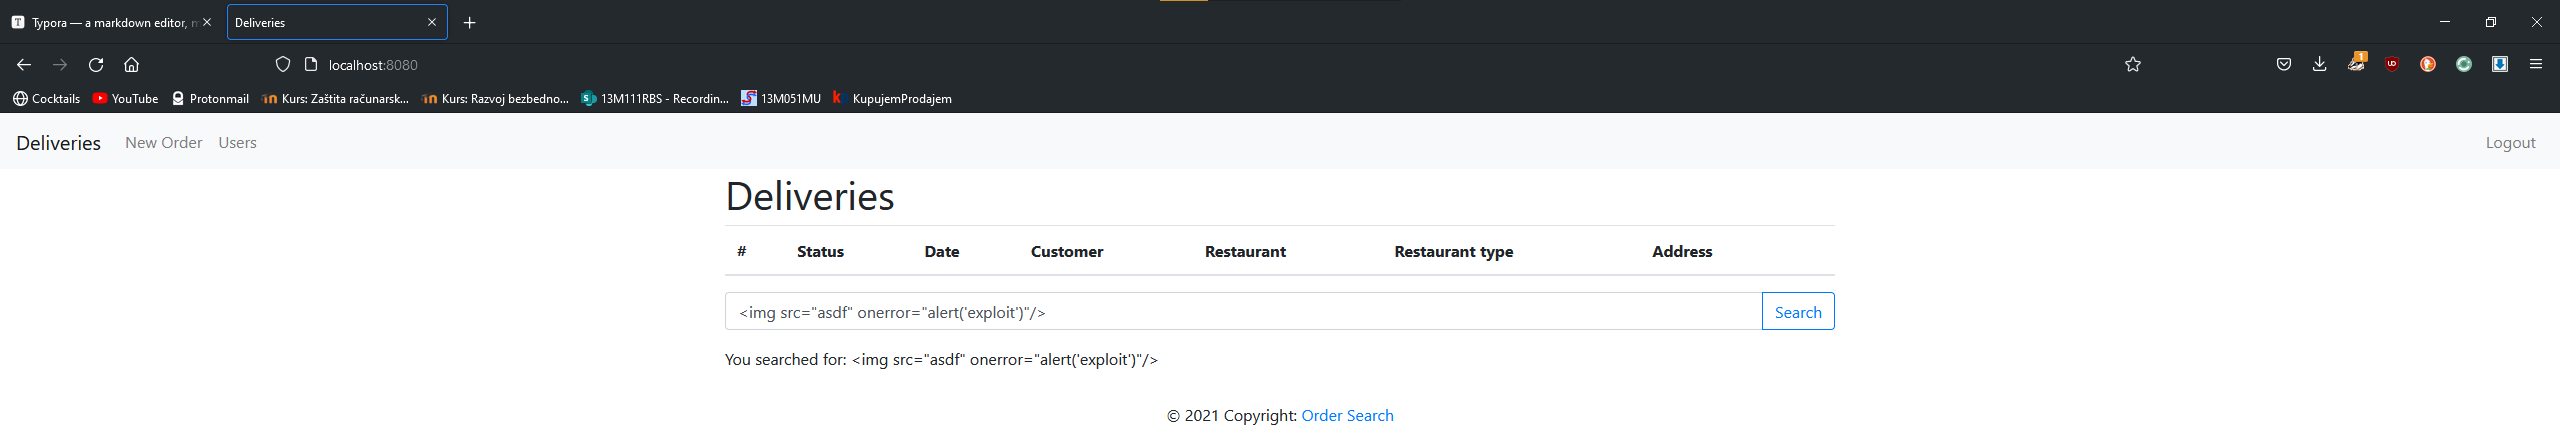 Typora — a markdown editor, m
Deliveries
localhost:8080
1
Cocktails YouTube Protonmail Kurs: Zaštita računarsk... Kurs: Razvoj bezbedno... 13M111RBS - Recordin... 13M051MU KupujemProdajem
Deliveries New Order Users Logout
Deliveries
# Status Date Customer Restaurant Restaurant type Address
<img src="asdf" onerror="alert('exploit')"/> Search
You searched for: <img src="asdf" onerror="alert('exploit')"/>
© 2021 Copyright: Order Search